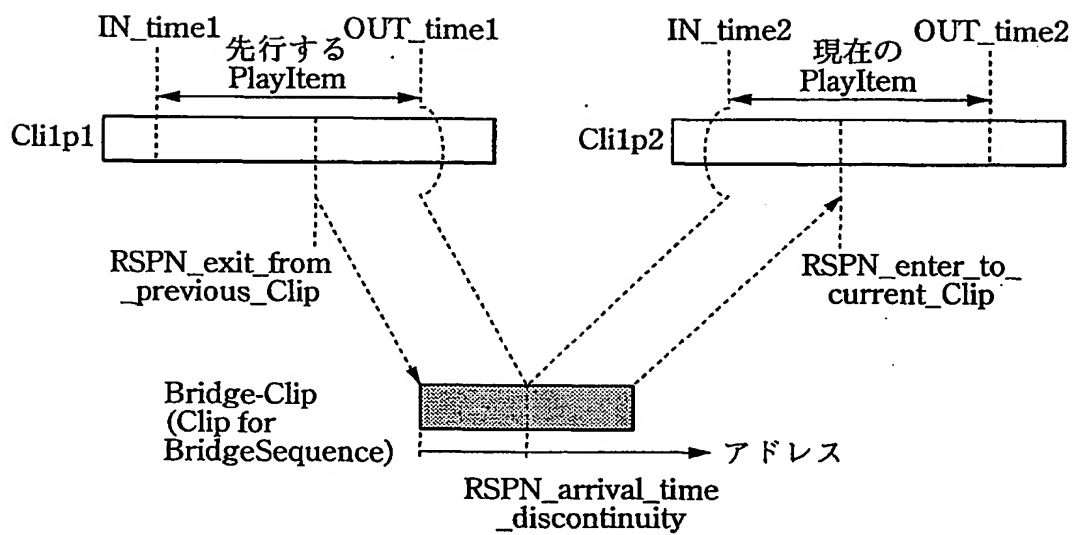 IN_time1
先行する
PlayItem
OUT_time1
IN_time2
現在の
PlayItem
OUT_time2
Cli1p1
Cli1p2
RSPN_exit_from
_previous_Clip
RSPN_enter_to_
current_Clip
Bridge-Clip
(Clip for
BridgeSequence)
アドレス
RSPN_arrival_time
_discontinuity